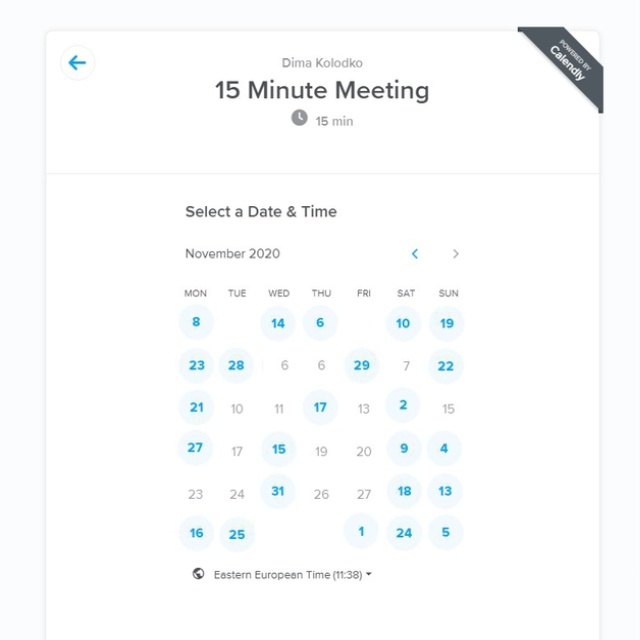 POWERED BY
Calendly
Dima Kolodko
15 Minute Meeting
15 min
Select a Date & Time
November 2020
MON TUE WED THU FRI SAT SUN
8 14 6 10 19
23 28 6 6 29 7 22
21 10 11 17 13 2 15
27 17 15 19 20 9 4
23 24 31 26 27 18 13
16 25 1 24 5
Eastern European Time (11:38)